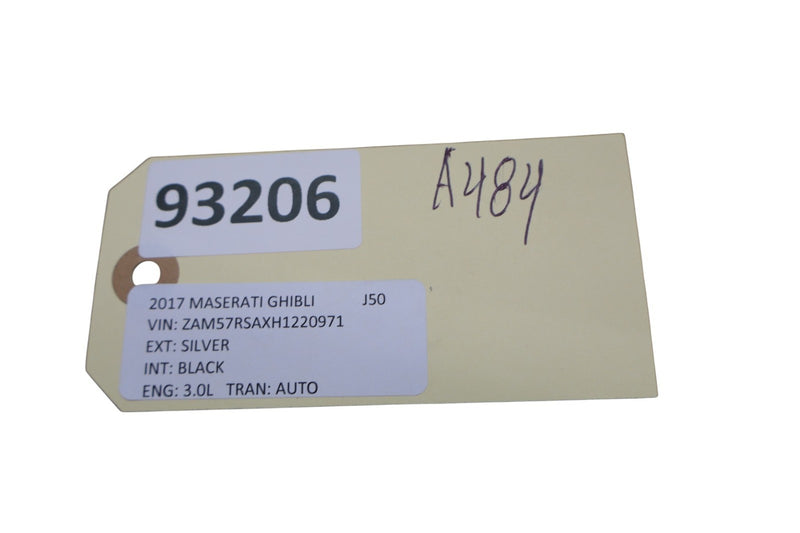 93206
A484
2017 MASERATI GHIBLI J50
VIN: ZAM57RSAXH1220971
EXT: SILVER
INT: BLACK
ENG: 3.0L TRAN: AUTO